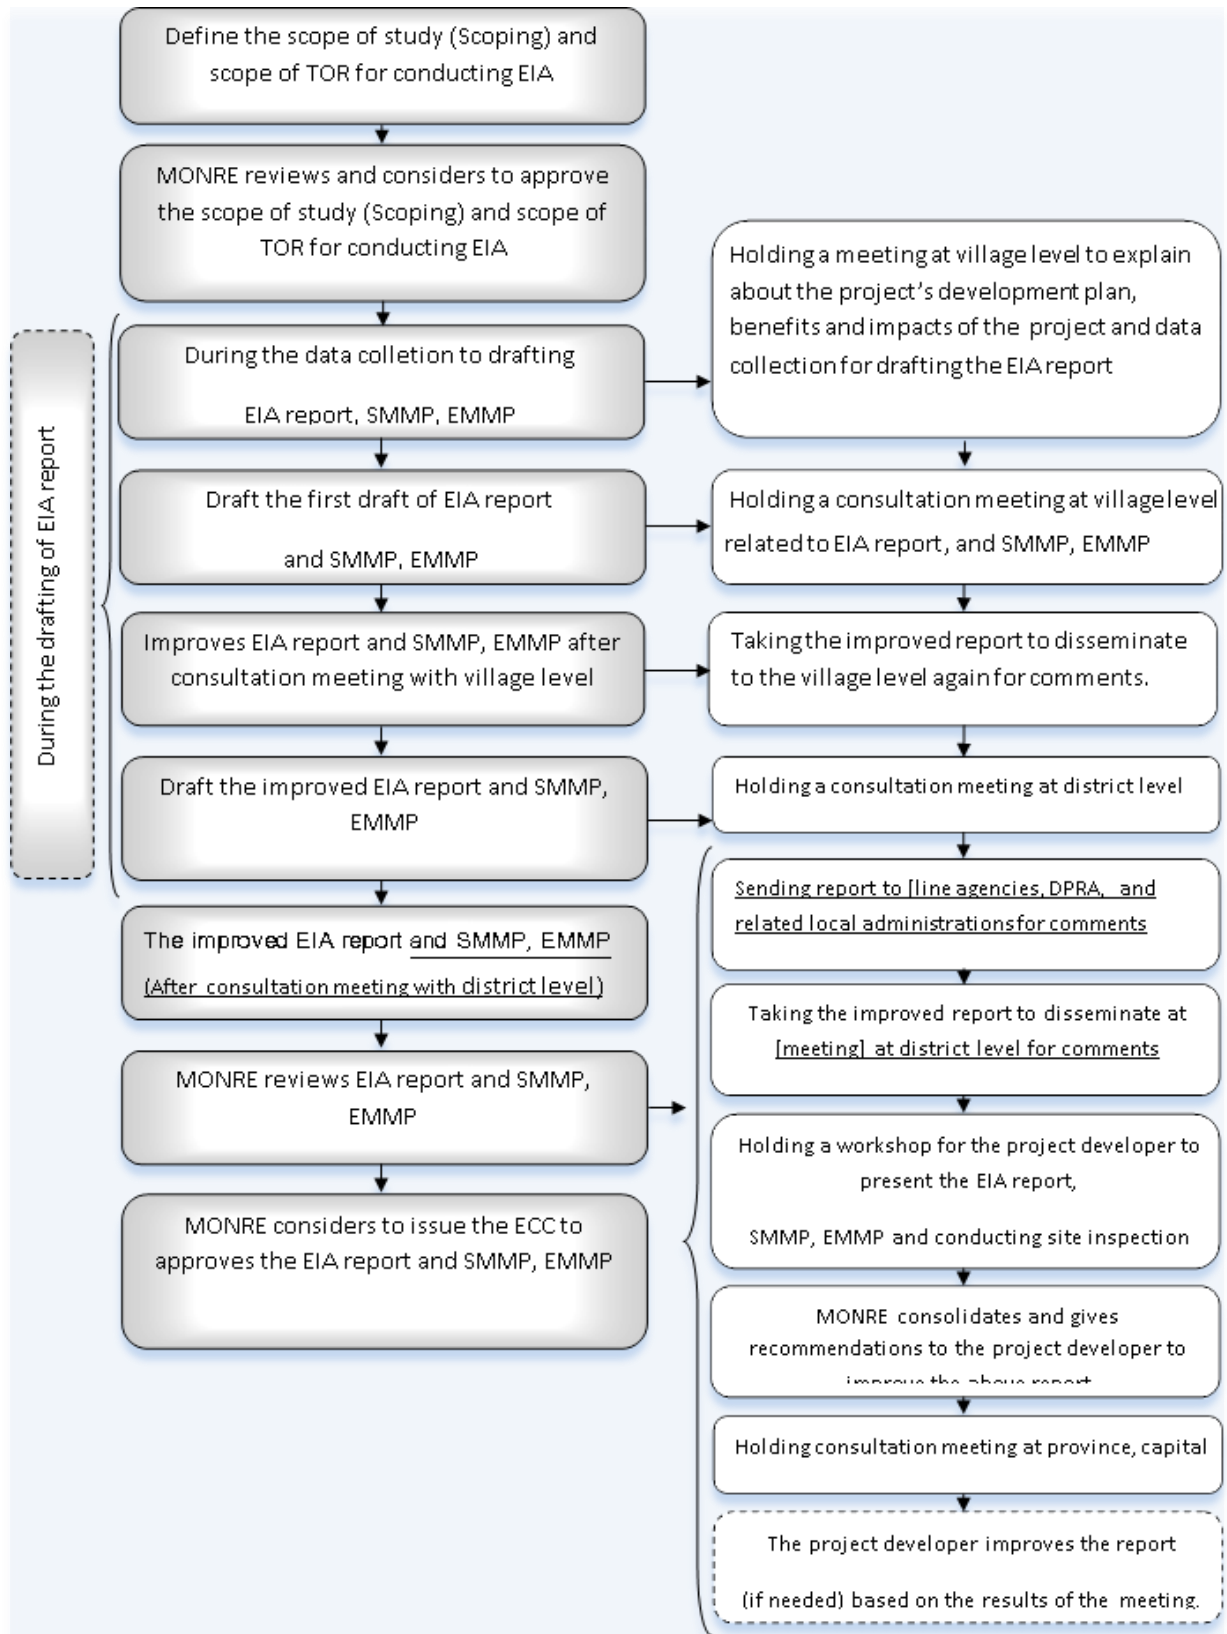 Define the scope of study (Scoping) and
scope of TOR for conducting EIA
MONRE reviews and considers to approve
the scope of study (Scoping) and scope of
TOR for conducting EIA
During the drafting of EIA report
During the data colletion to drafting
EIA report, SMMP, EMMP
Draft the first draft of EIA report
and SMMP, EMMP
Improves EIA report and SMMP, EMMP after
consultation meeting with village level
Draft the improved EIA report and SMMP,
EMMP
The improved EIA report and SMMP, EMMP
(After consultation meeting with district level)
MONRE reviews EIA report and SMMP,
EMMP
MONRE considers to issue the ECC to
approves the EIA report and SMMP, EMMP
Holding a meeting at village level to explain
about the project's development plan,
benefits and impacts of the project and data
collection for drafting the EIA report
Holding a consultation meeting at village level
related to EIA report, and SMMP, EMMP
Taking the improved report to disseminate
to the village level again for comments.
Holding a consultation meeting at district level
Sending report to [line agencies, DPRA, and
related local administrations for comments
Taking the improved report to disseminate at
[meeting] at district level for comments
Holding a workshop for the project developer to
present the EIA report,
SMMP, EMMP and conducting site inspection
MONRE consolidates and gives
recommendations to the project developer to
improve the above report
Holding consultation meeting at province, capital
The project developer improves the report
(if needed) based on the results of the meeting.